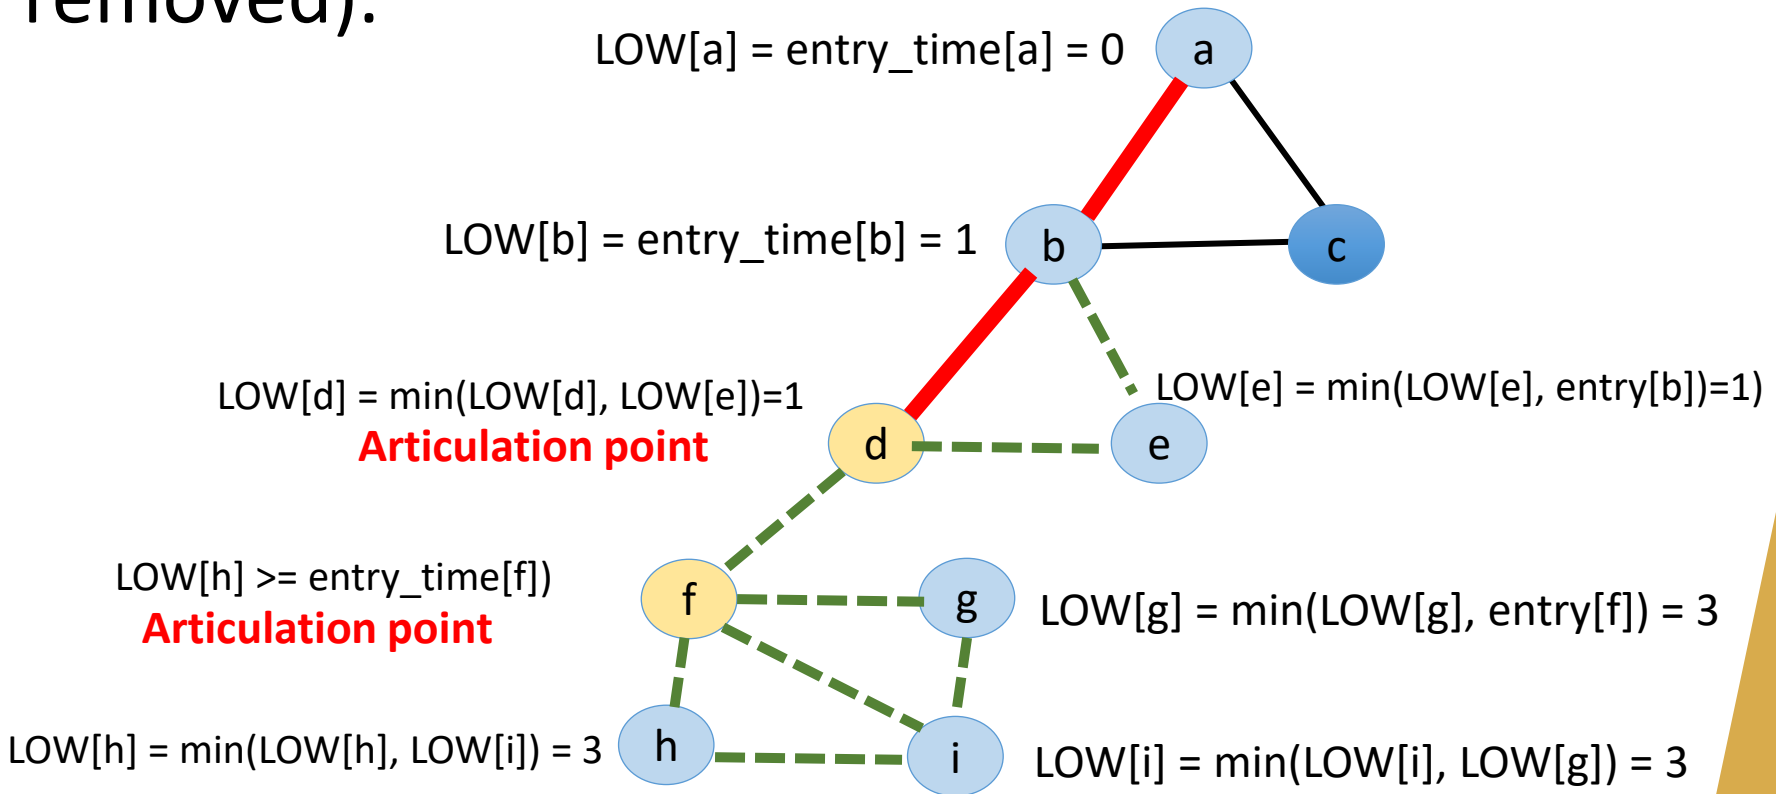 removed).
LOW[a] = entry_time[a] = 0
a
LOW[b] = entry_time[b] = 1
b
c
LOW[d] = min(LOW[d], LOW[e])=1
LOW[e] = min(LOW[e], entry[b])=1)
Articulation point
d
e
LOW[h] >= entry_time[f])
f
g
LOW[g] = min(LOW[g], entry[f]) = 3
Articulation point
LOW[h] = min(LOW[h], LOW[i]) = 3
h
i
LOW[i] = min(LOW[i], LOW[g]) = 3